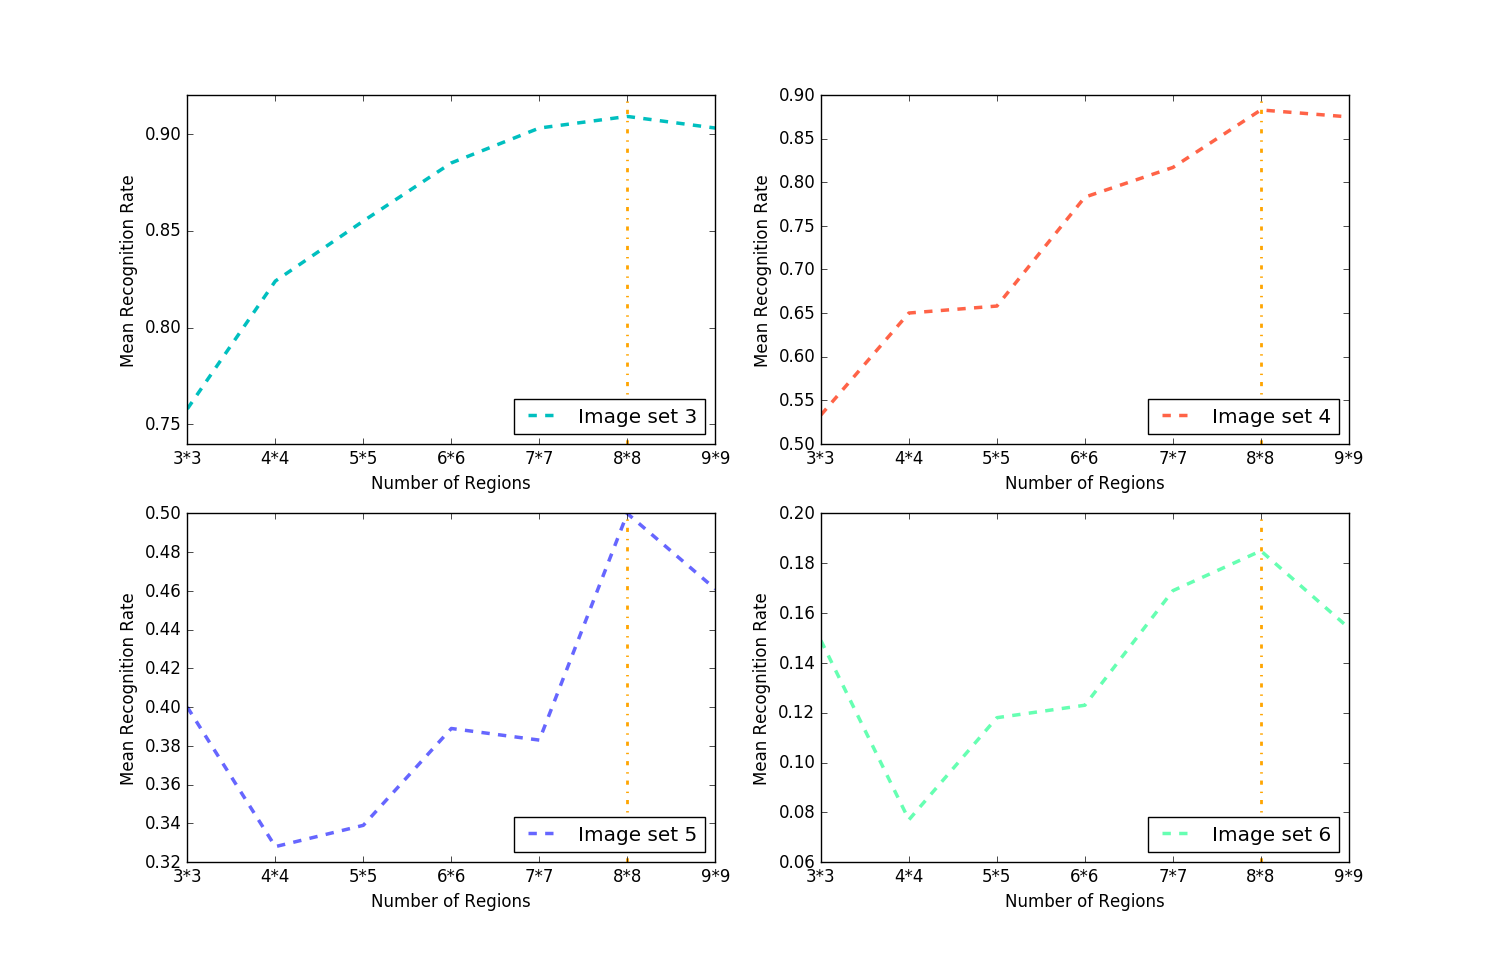 0.90
0.85
0.80
0.75
Mean Recognition Rate
Image set 3
3*3 4*4 5*5 6*6 7*7 8*8 9*9
Number of Regions
0.90
0.85
0.80
0.75
0.70
0.65
0.60
0.55
0.50
Mean Recognition Rate
Image set 4
3*3 4*4 5*5 6*6 7*7 8*8 9*9
Number of Regions
0.50
0.48
0.46
0.44
0.42
0.40
0.38
0.36
0.34
0.32
Mean Recognition Rate
Image set 5
3*3 4*4 5*5 6*6 7*7 8*8 9*9
Number of Regions
0.20
0.18
0.16
0.14
0.12
0.10
0.08
0.06
Mean Recognition Rate
Image set 6
3*3 4*4 5*5 6*6 7*7 8*8 9*9
Number of Regions